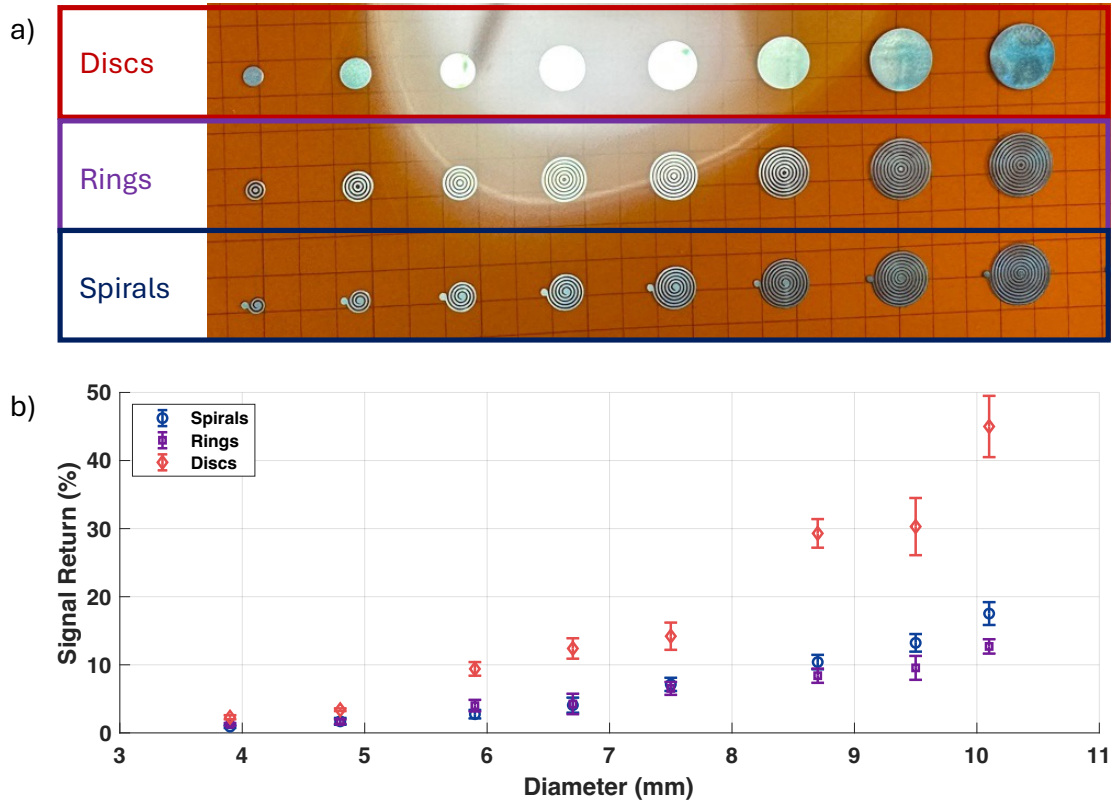 a)
Discs
Rings
Spirals
b)
50
40
30
20
10
0
Signal Return (%)
Spirals
Rings
Discs
3 4 5 6 7 8 9 10 11
Diameter (mm)